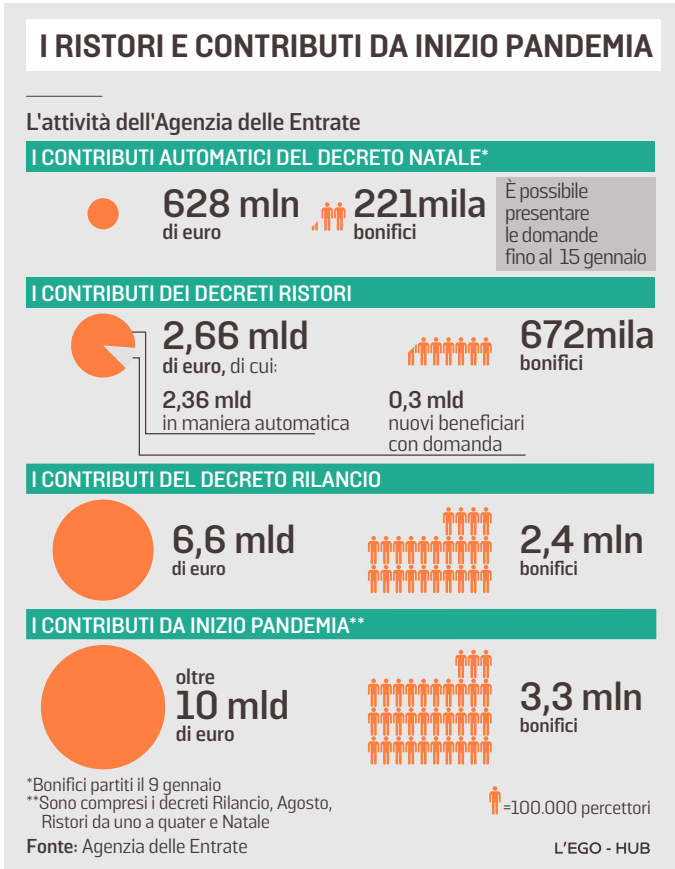 I RISTORI E CONTRIBUTI DA INIZIO PANDEMIA
L'attività dell'Agenzia delle Entrate
I CONTRIBUTI AUTOMATICI DEL DECRETO NATALE*
628 mln
di euro
221mila
bonifici
È possibile
presentare
le domande
fino al 15 gennaio
I CONTRIBUTI DEI DECRETI RISTORI
2,66 mld
di euro, di cui:
672mila
bonifici
2,36 mld
in maniera automatica
0,3 mld
nuovi beneficiari
con domanda
I CONTRIBUTI DEL DECRETO RILANCIO
6,6 mld
di euro
2,4 mln
bonifici
I CONTRIBUTI DA INIZIO PANDEMIA**
oltre
10 mld
di euro
3,3 mln
bonifici
*Bonifici partiti il 9 gennaio
**Sono compresi i decreti Rilancio, Agosto,
Ristori da uno a quater e Natale
=100.000 percettori
Fonte: Agenzia delle Entrate
L'EGO - HUB